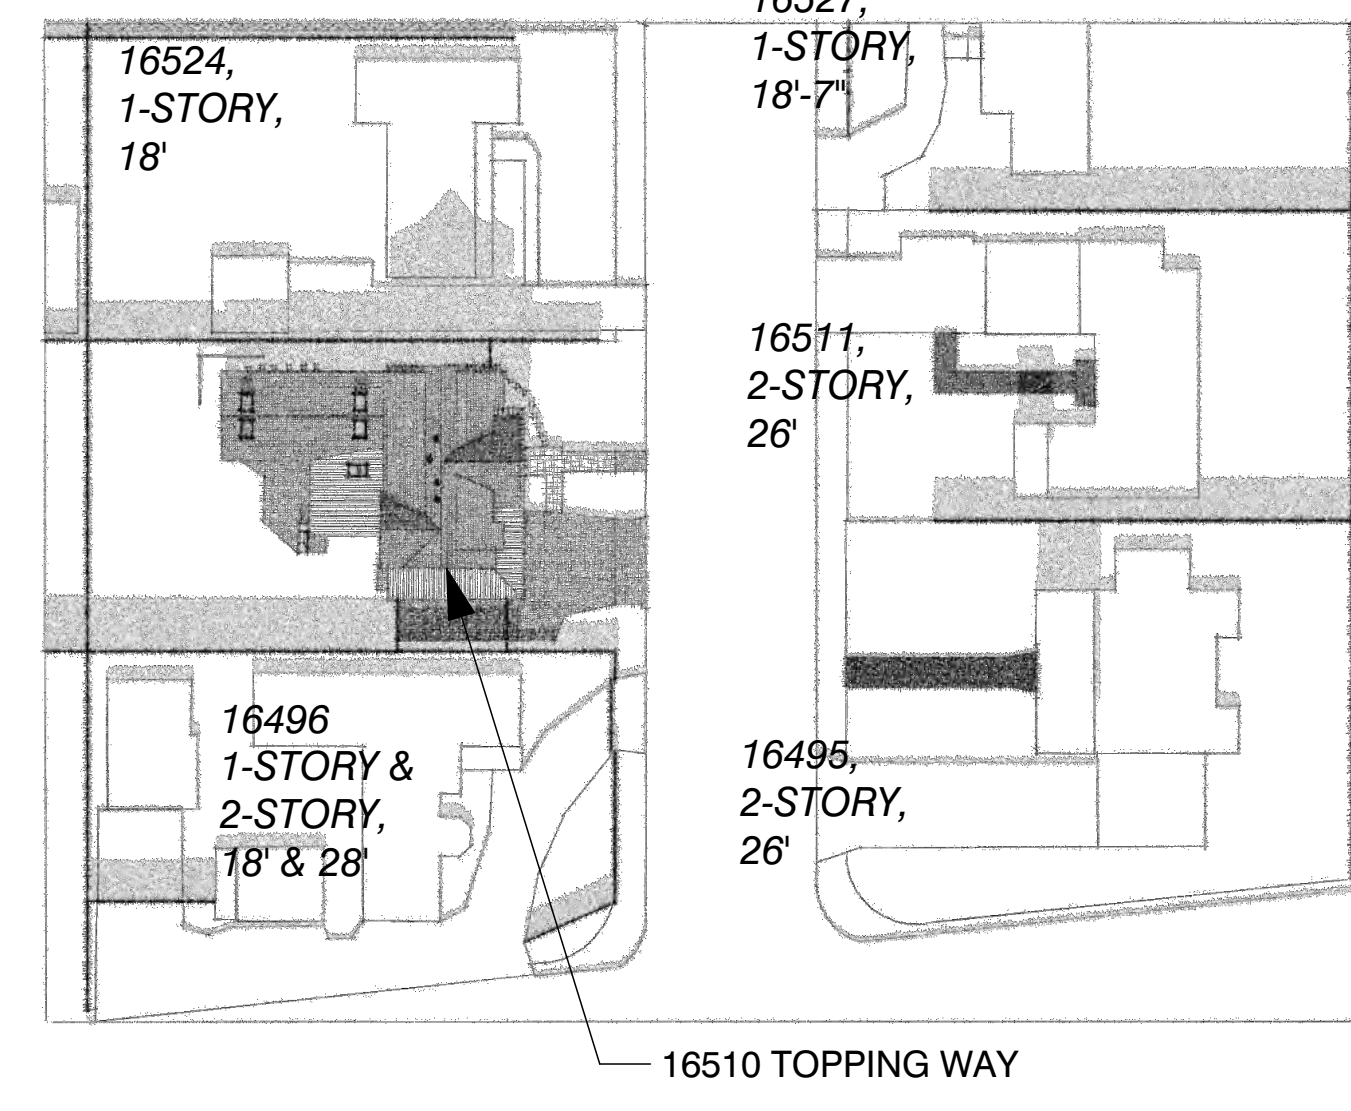 16524,
1-STORY,
18'
16527,
1-STORY,
18'-7"
16511,
2-STORY,
26'
16496
1-STORY &
2-STORY,
18' & 28'
16495,
2-STORY,
26'
16510 TOPPING WAY